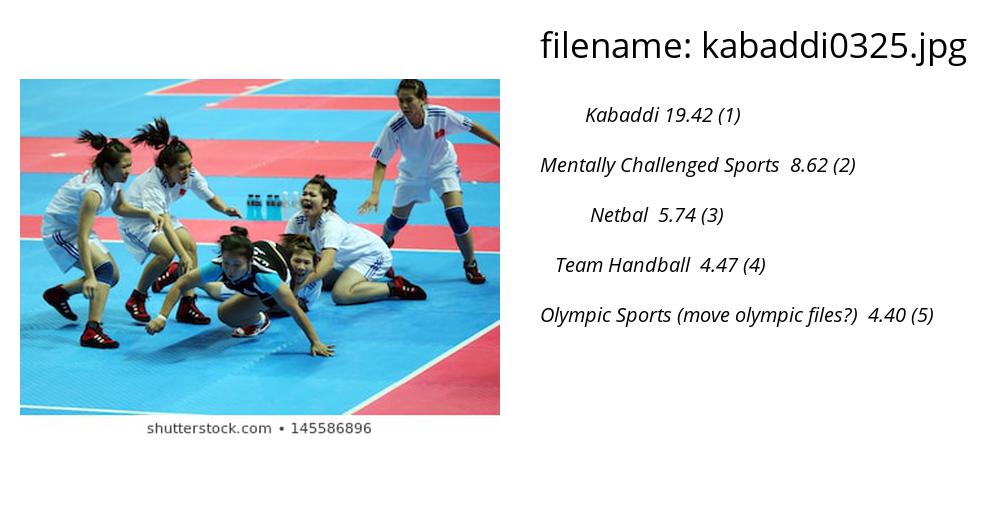 filename: kabaddi0325.jpg
Kabaddi 19.42 (1)
Mentally Challenged Sports 8.62 (2)
Netbal 5.74 (3)
Team Handball 4.47 (4)
Olympic Sports (move olympic files?) 4.40 (5)
shutterstock.com • 145586896